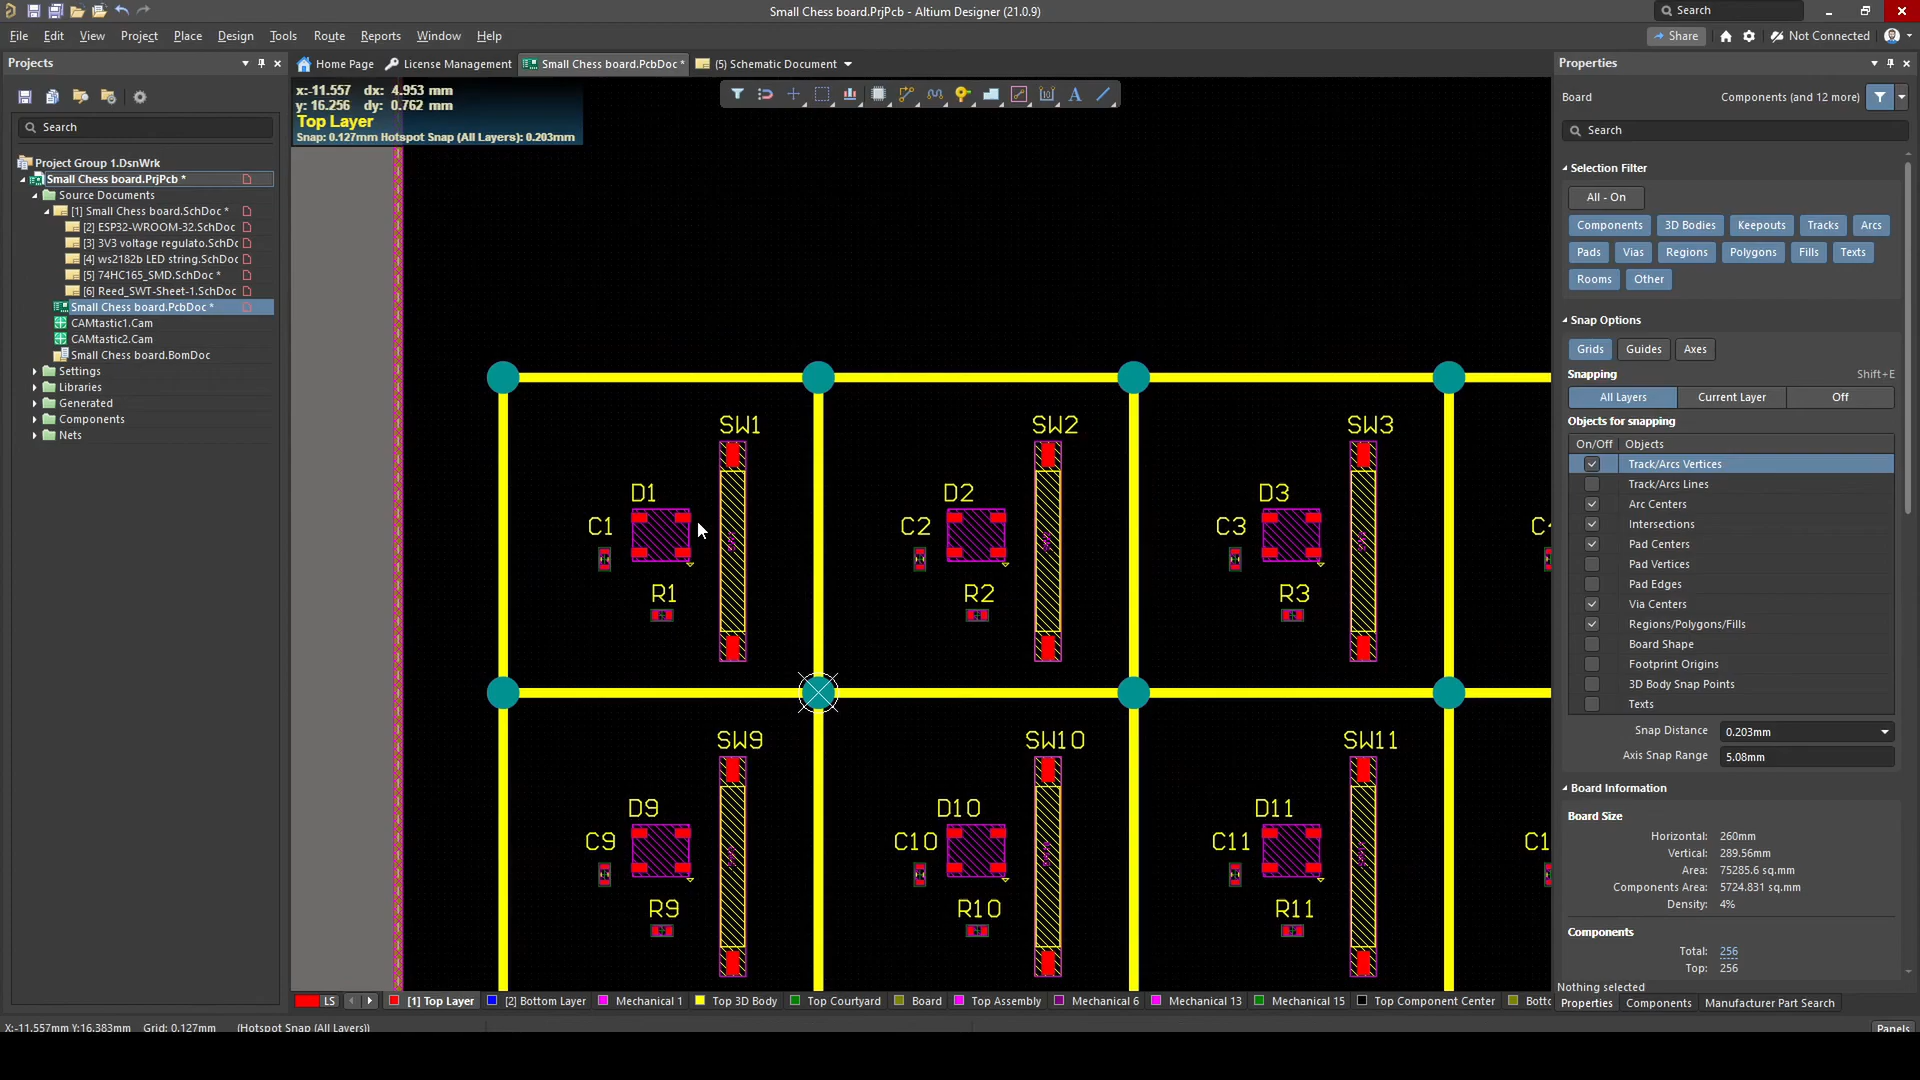 Small Chess board.PrjPcb - Altium Designer (21.0.9)
Search
File Edit View Project Place Design Tools Route Reports Window Help
Share
Not Connected
Projects
Home Page
License Management
Small Chess board.PcbDoc *
(5) Schematic Document
Properties
x:-11.557 dx: 4.953 mm
y: 16.256 dy: 0.762 mm
Top Layer
Snap: 0.127mm Hotspot Snap (All Layers): 0.203mm
Search
Project Group 1.DsnWrk
Small Chess board.PrjPcb *
Source Documents
[1] Small Chess board.SchDoc *
[2] ESP32-WROOM-32.SchDoc
[3] 3V3 voltage regulato.SchDc
[4] ws2182b LED string.SchDoc
[5] 74HC165_SMD.SchDoc *
[6] Reed_SWT-Sheet-1.SchDoc
Small Chess board.PcbDoc *
CAMtastic1.Cam
CAMtastic2.Cam
Small Chess board.BomDoc
Settings
Libraries
Generated
Components
Nets
SW1 SW2 SW3
D1 D2 D3
C1 C2 C3
R1 R2 R3
SW9 SW10 SW11
D9 D10 D11
C9 C10 C11 C1
R9 R10 R11
Board Components (and 12 more)
Search
Selection Filter
All - On
Components 3D Bodies Keepouts Tracks Arcs
Pads Vias Regions Polygons Fills Texts
Rooms Other
Snap Options
Grids Guides Axes
Snapping Shift+E
All Layers Current Layer Off
Objects for snapping
On/Off Objects
Track/Arcs Vertices
Track/Arcs Lines
Arc Centers
Intersections
Pad Centers
Pad Vertices
Pad Edges
Via Centers
Regions/Polygons/Fills
Board Shape
Footprint Origins
3D Body Snap Points
Texts
Snap Distance 0.203mm
Axis Snap Range 5.08mm
Board Information
Board Size
Horizontal: 260mm
Vertical: 289.56mm
Area: 75285.6 sq.mm
Components Area: 5724.831 sq.mm
Density: 4%
Components
Total: 256
Top: 256
Nothing selected
Properties Components Manufacturer Part Search
LS [1] Top Layer [2] Bottom Layer Mechanical 1 Top 3D Body Top Courtyard Board Top Assembly Mechanical 6 Mechanical 13 Mechanical 15 Top Component Center Botto
X:-11.557mm Y:16.383mm Grid: 0.127mm (Hotspot Snap (All Layers))
Panels